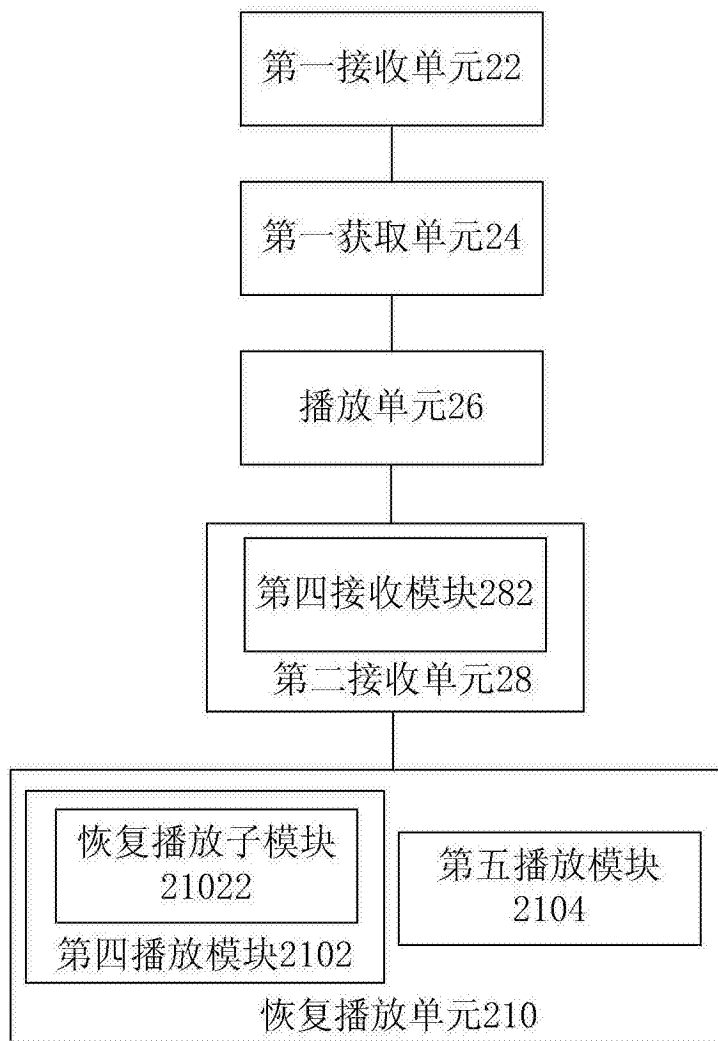 第一接收单元22
第一获取单元24
播放单元26
第四接收模块282
第二接收单元28
恢复播放子模块
21022
第四播放模块2102
第五播放模块
2104
恢复播放单元210